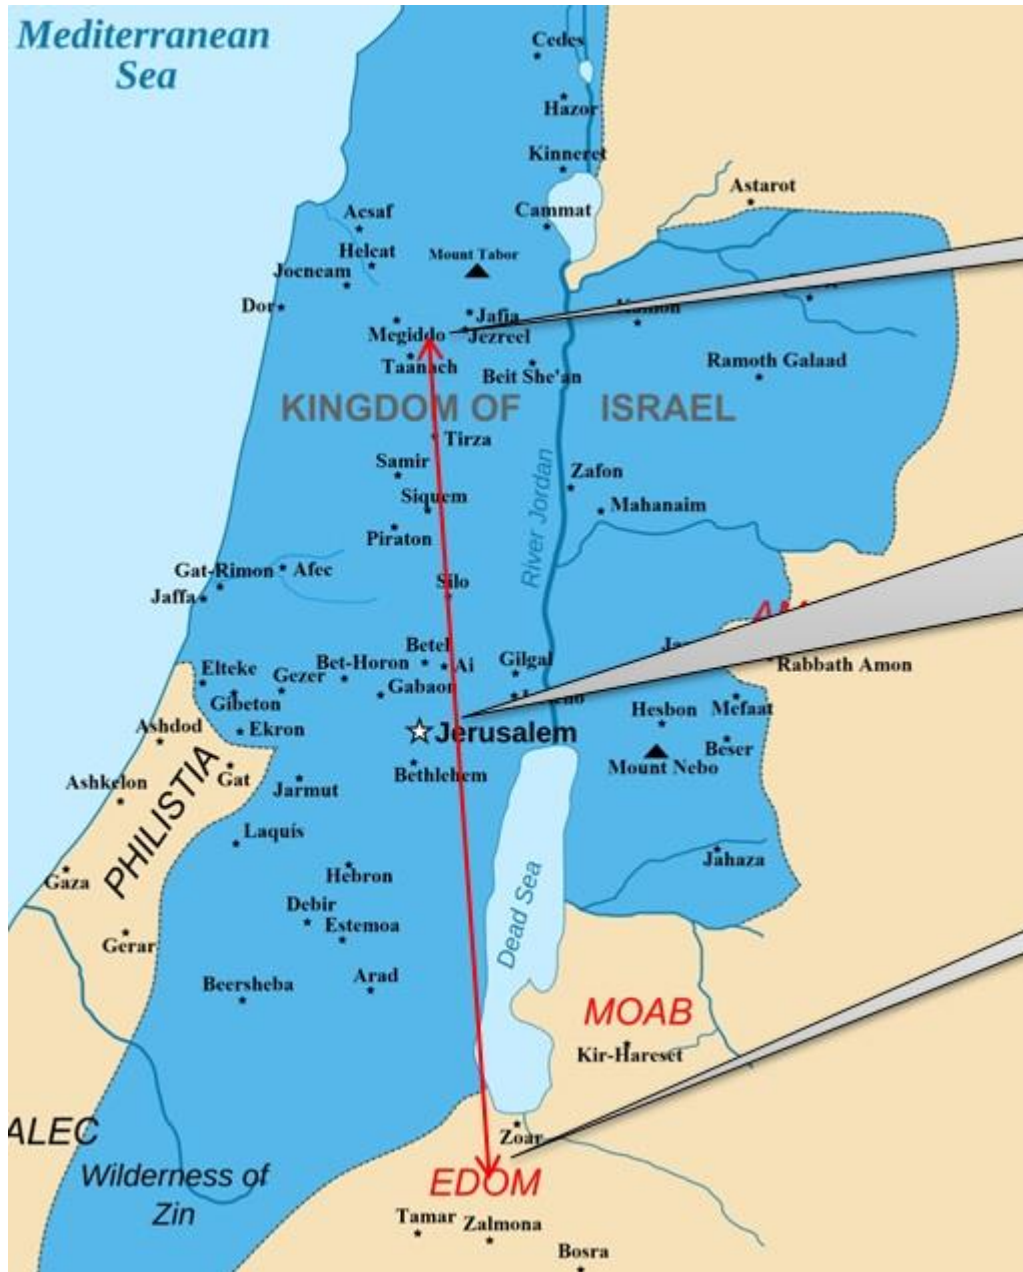 Mediterranean
Sea
Cedes
Hazor
Kinneret
Astarot
Acsaf
Cammat
Helcat
Mount Tabor
Jocneam
Dor
Jafia
Megiddo
Jezreel
Taanach
Beit She'an
Ramoth Galaad
KINGDOM OF ISRAEL
Tirza
Samir
Zafon
Siquem
Mahanaim
Piraton
River Jordan
Gat-Rimon
Afec
Jaffa
Silo
Betel
Ai
Gilgal
Elteke
Gezer
Bet-Horon
Gabaon
Rabbath Amon
Gibeton
Hesbon
Mefaat
Ashdod
Ekron
Jerusalem
Beser
Mount Nebo
Gat
Bethlehem
Ashkelon
Jarmut
PHILISTIA
Laquis
Jahaza
Gaza
Hebron
Dead Sea
Debir
Estemoa
Gerar
Beersheba
Arad
MOAB
Kir-Hareset
ALEC
Zoar
Wilderness of
Zin
EDOM
Tamar
Zalmona
Bosra